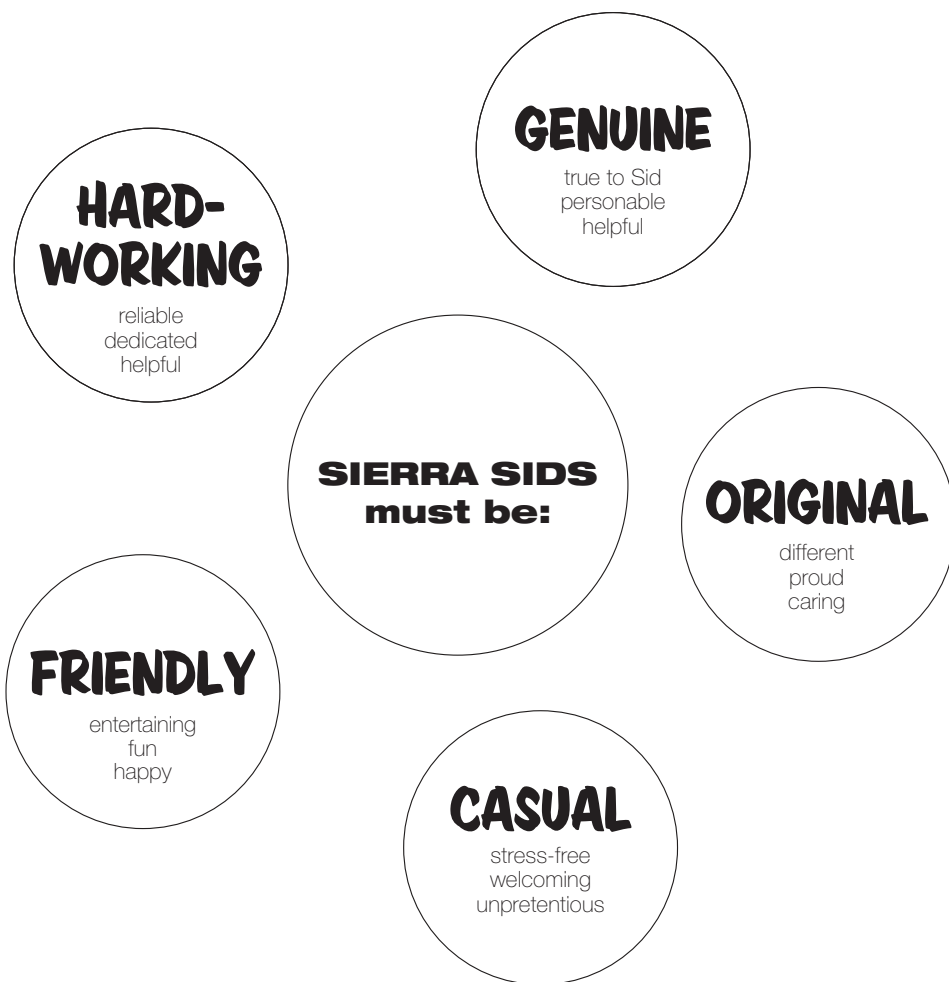 GENUINE
true to Sid
personable
helpful
HARD-
WORKING
reliable
dedicated
helpful
SIERRA SIDS
must be:
ORIGINAL
different
proud
caring
FRIENDLY
entertaining
fun
happy
CASUAL
stress-free
welcoming
unpretentious